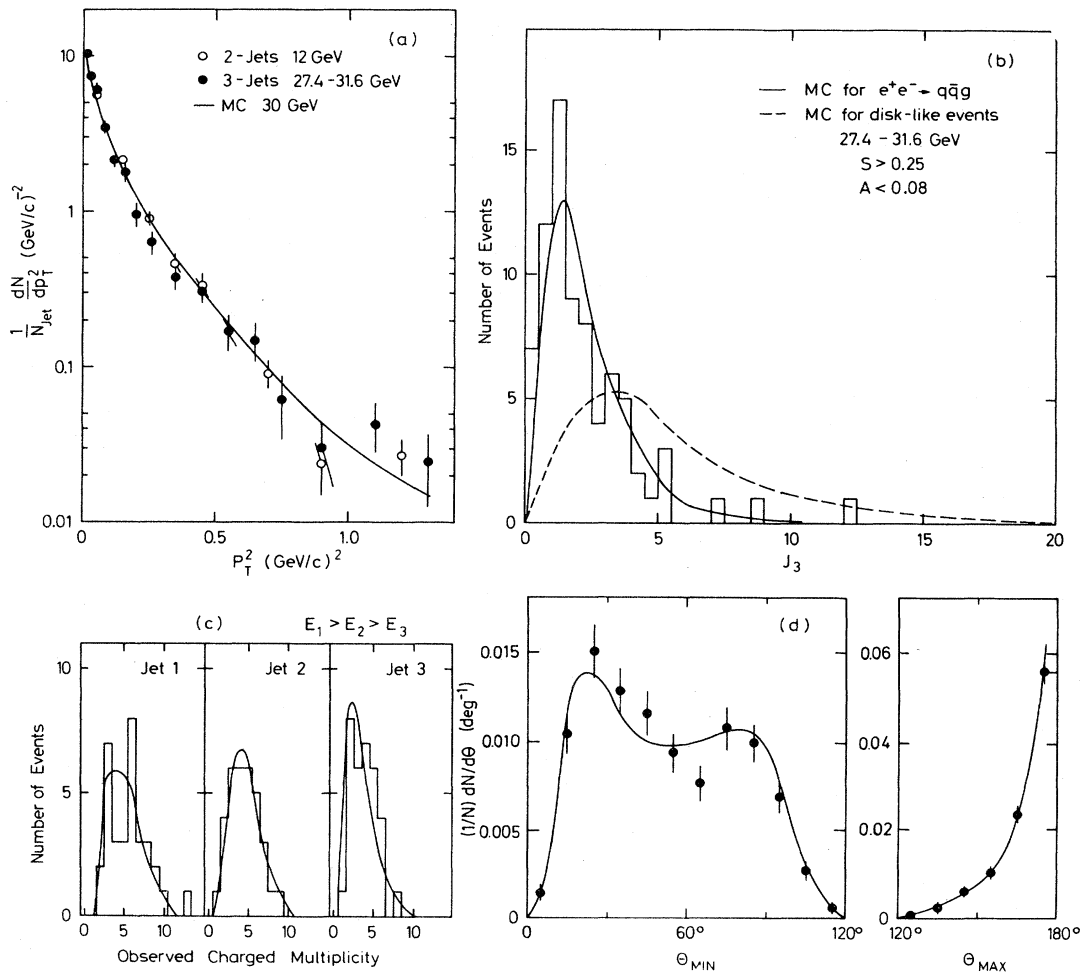 (a)
○ 2-Jets 12 GeV
● 3-Jets 27.4-31.6 GeV
— MC 30 GeV
10
1
0.1
0.01
1/N_Jet dN/dp_T^2 (GeV/c)^-2
0 0.5 1.0
P_T^2 (GeV/c)^2
(b)
— MC for e⁺e⁻→ qq̄g
--- MC for disk-like events
27.4-31.6 GeV
S > 0.25
A < 0.08
15
10
5
0
Number of Events
5 10 15 20
J₃
(c) E₁ > E₂ > E₃
Jet 1 Jet 2 Jet 3
10
5
0
Number of Events
0 5 10 0 5 10 0 5 10
Observed Charged Multiplicity
(d)
0.015
0.010
0.005
0
(1/N) dN/dθ (deg⁻¹)
0 60° 120°
Θ_MIN
0.06
0.04
0.02
0.00
120° 180°
Θ_MAX